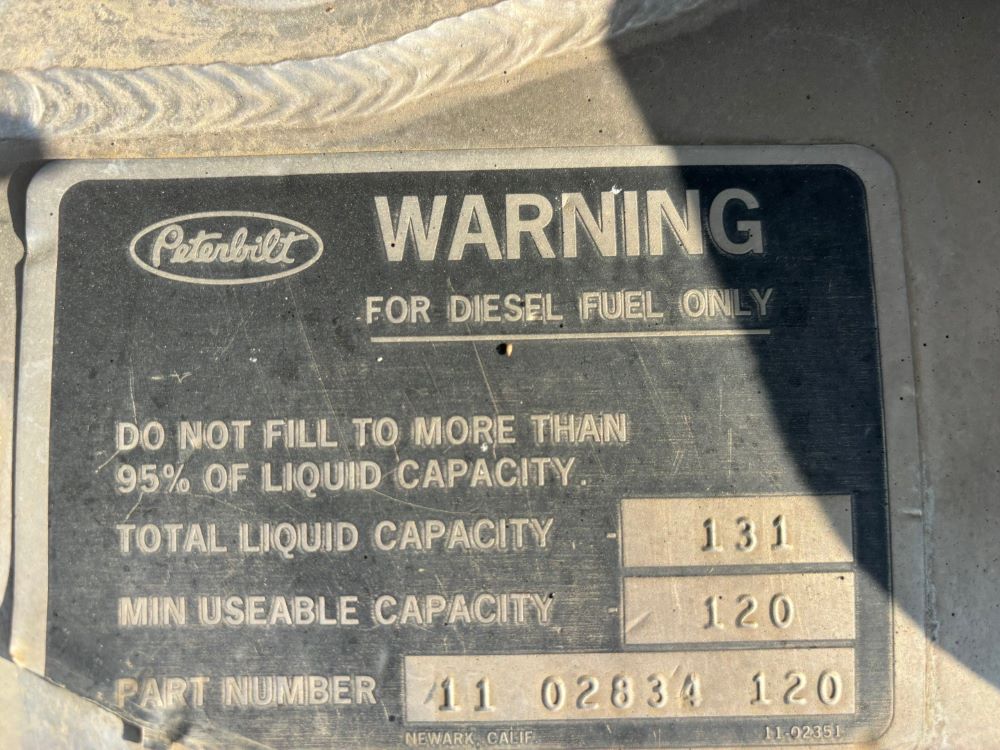 Peterbilt
WARNING
FOR DIESEL FUEL ONLY
DO NOT FILL TO MORE THAN
95% OF LIQUID CAPACITY.
TOTAL LIQUID CAPACITY - 131
MIN USEABLE CAPACITY - 120
PART NUMBER 11 02834 120
NEWARK, CALIF. 11-02351